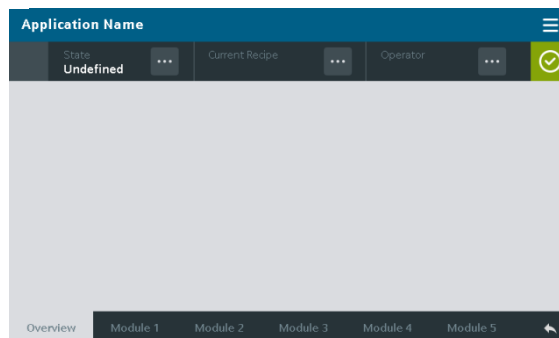 Application Name
State
Undefined
...
Current Recipe
...
Operator
...
Overview
Module 1
Module 2
Module 3
Module 4
Module 5